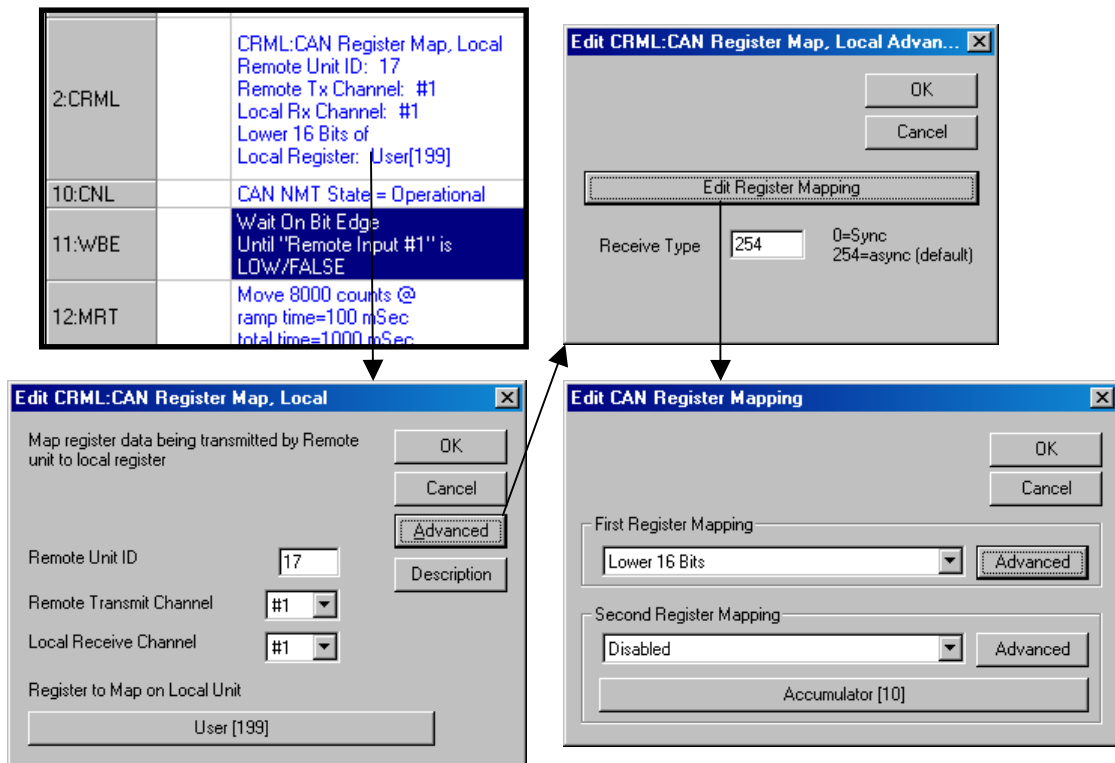 2:CRML
CRML:CAN Register Map, Local
Remote Unit ID: 17
Remote Tx Channel: #1
Local Rx Channel: #1
Lower 16 Bits of
Local Register: User[199]
10:CNL
CAN NMT State = Operational
11:WBE
Wait On Bit Edge
Until "Remote Input #1" is
LOW/FALSE
12:MRT
Move 8000 counts @
ramp time=100 mSec
total time=1000 mSec
Edit CRML:CAN Register Map, Local Advan...
OK
Cancel
Edit Register Mapping
Receive Type
254
0=Sync
254=async (default)
Edit CRML:CAN Register Map, Local
Map register data being transmitted by Remote
unit to local register
OK
Cancel
Advanced
Description
Remote Unit ID
17
Remote Transmit Channel
#1
Local Receive Channel
#1
Register to Map on Local Unit
User [199]
Edit CAN Register Mapping
OK
Cancel
First Register Mapping
Lower 16 Bits
Advanced
Second Register Mapping
Disabled
Advanced
Accumulator [10]